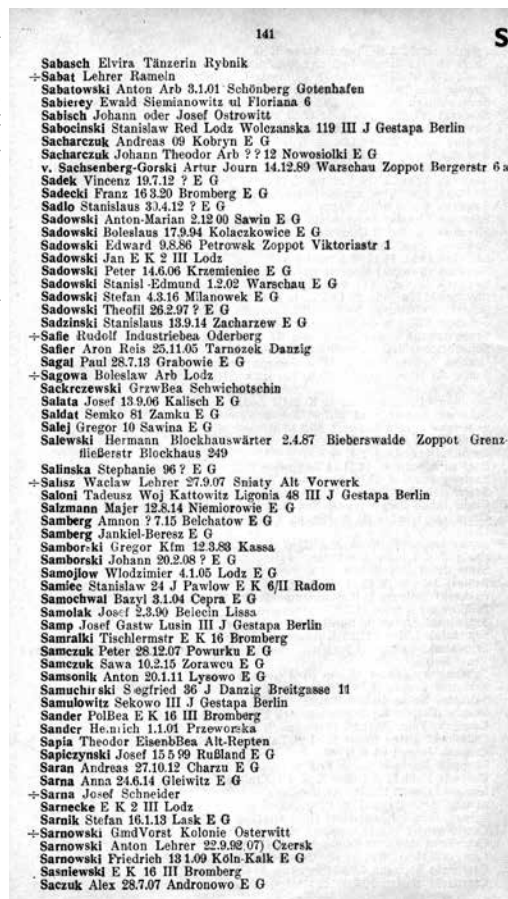 141
S
Sabasch Elvira Tänzerin Rybnik
÷Sabat Lehrer Rameln
Sabatowski Anton Arb 3.1.01 Schönberg Gotenhafen
Sabierey Ewald Siemianowitz ul Floriana 6
Sabisch Johann oder Josef Ostrowitt
Sabocinski Stanislaw Red Lodz Wolczanska 119 III J Gestapa Berlin
Sacharczuk Andreas 09 Kobryn E G
Sacharczuk Johann Theodor Arb ? ? 12 Nowosiolki E G
v. Sachsenberg-Gorski Artur Journ 14.12.89 Warschau Zoppot Bergerstr 6 a
Sadek Vincenz 19.7.12 ? E G
Sadecki Franz 16 3.20 Bromberg E G
Sadlo Stanislaus 30.4.12 ? E G
Sadowski Anton-Marian 2.12 00 Sawin E G
Sadowski Boleslaus 17.9.94 Kolaczkowice E G
Sadowski Edward 9.8.86 Petrowsk Zoppot Viktoriastr 1
Sadowski Jan E K 2 III Lodz
Sadowski Peter 14.6.06 Krzemieniec E G
Sadowski Stanisl -Edmund 1.2.02 Warschau E G
Sadowski Stefan 4.3.16 Milanowek E G
Sadowski Theofil 26.2.97 ? E G
Sadzinski Stanislaus 13.9.14 Zacharzew E G
÷Safie Rudolf Industriebea Oderberg
Safier Aron Reis 25.11.05 Tarnozek Danzig
Sagal Paul 28.7.13 Grabowie E G
÷Sagowa Boleslaw Arb Lodz
Sackrczewski GrzwBea Schwichotschin
Salata Josef 13.9.06 Kalisch E G
Saldat Semko 81 Zamku E G
Salej Gregor 10 Sawina E G
Salewski Hermann Blockhauswärter 2.4.87 Bieberswalde Zoppot Grenz-
fließerstr Blockhaus 249
Salinska Stephanie 96 ? E G
÷Salisz Waclaw Lehrer 27.9.07 Sniaty Alt Vorwerk
Saloni Tadeusz Woj Kattowitz Ligonia 48 III J Gestapa Berlin
Salzmann Majer 12.8.14 Niemiorowie E G
Samberg Amnon ? 7.15 Belchatow E G
Samberg Jankiel-Beresz E G
Samborski Gregor Kfm 12.3.88 Kassa
Samborski Johann 20.2.08 ? E G
Samojlow Wlodzimier 4.1.05 Lodz E G
Samiec Stanislaw 24 J Pawlow E K 6/II Radom
Samochwal Bazyl 3.1.04 Cepra E G
Samolak Josef 2.3.90 Belecin Lissa
Samp Josef Gastw Lusin III J Gestapa Berlin
Samralki Tischlermstr E K 16 Bromberg
Samczuk Peter 28.12.07 Powurku E G
Samczuk Sawa 10.2.15 Zorawcu E G
Samsonik Anton 20.1.11 Lysowo E G
Samuchirski Siegfried 36 J Danzig Breitgasse 11
Samulowitz Sekowo III J Gestapa Berlin
Sander PolBea E K 16 III Bromberg
Sander Heinrich 1.1.01 Przeworska
Sapia Theodor EisenbBea Alt-Repten
Sapiczynski Josef 15 5 99 Rußland E G
Saran Andreas 27.10.12 Charzu E G
Sarna Anna 24.6.14 Gleiwitz E G
÷Sarna Josef Schneider
Sarnecke E K 2 III Lodz
Sarnik Stefan 16.1.13 Lask E G
÷Sarnowski GmdVorst Kolonie Osterwitt
Sarnowski Anton Lehrer 22.9.92 07) Czersk
Sarnowski Friedrich 13 1.09 Köln-Kalk E G
Sasniewski E K 16 III Bromberg
Saczuk Alex 28.7.07 Andronowo E G